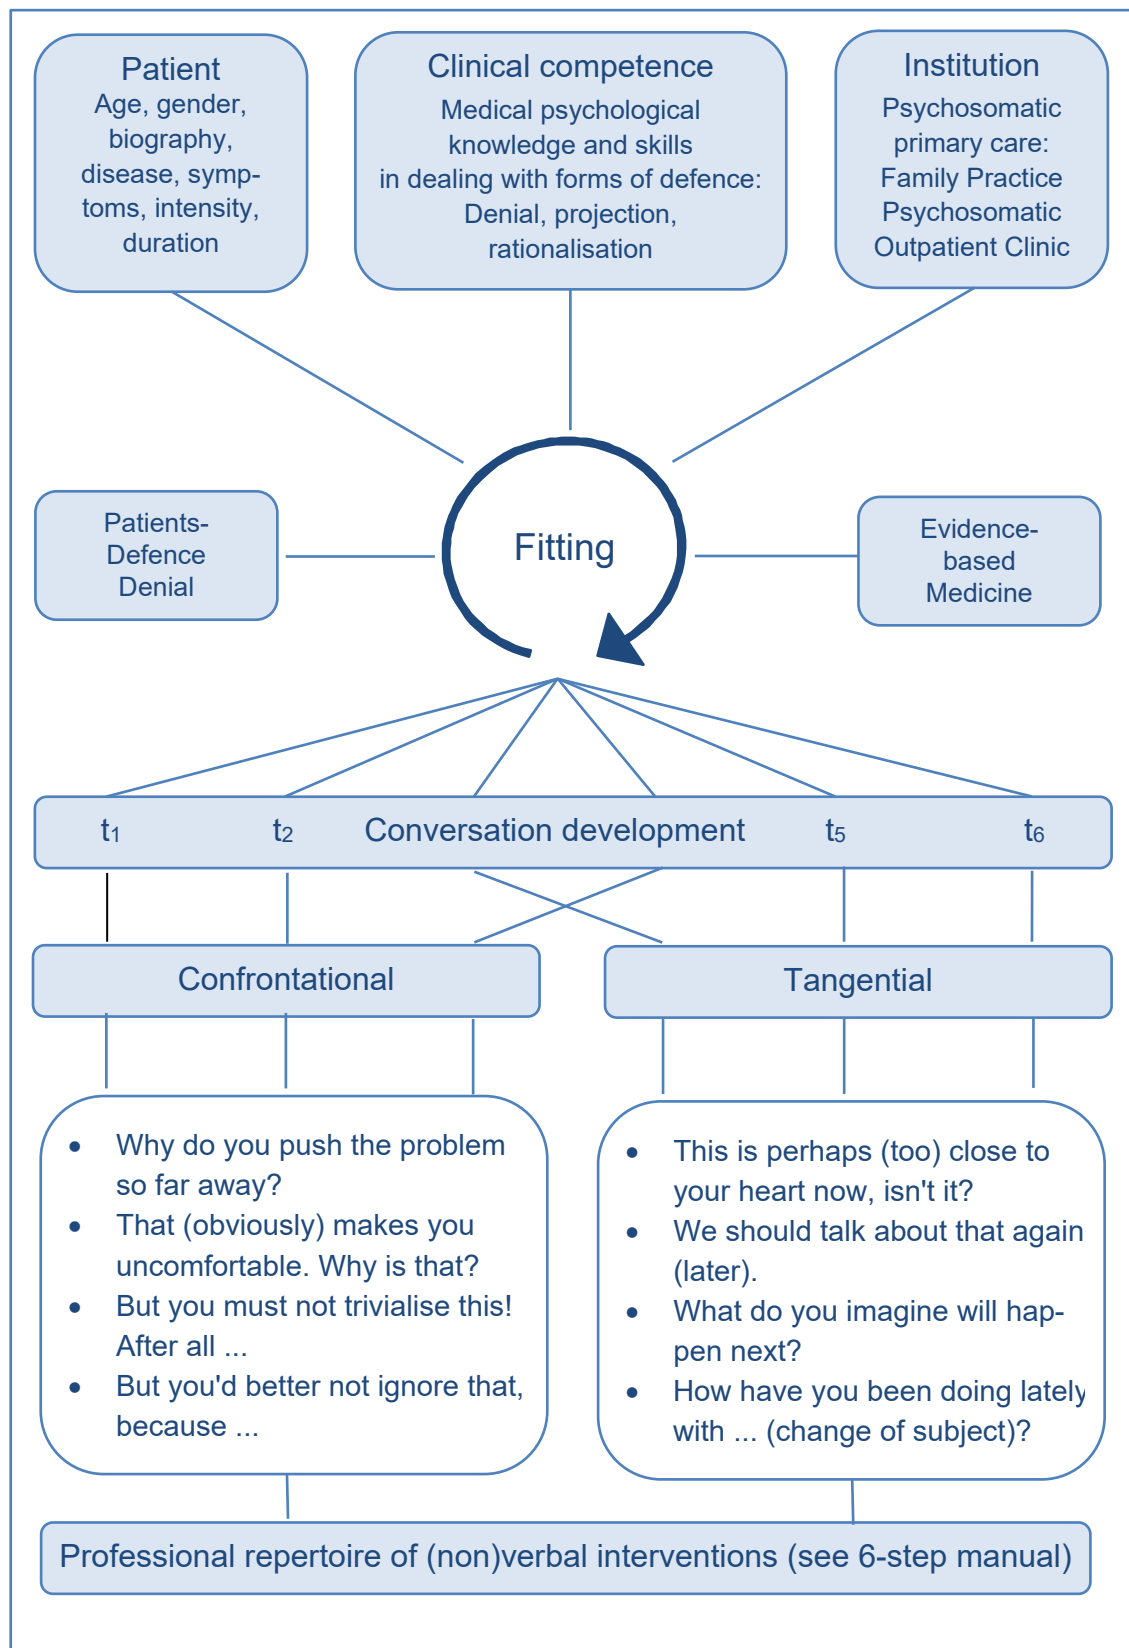 Patient
Age, gender,
biography,
disease, symp-
toms, intensity,
duration
Clinical competence
Medical psychological
knowledge and skills
in dealing with forms of defence:
Denial, projection,
rationalisation
Institution
Psychosomatic
primary care:
Family Practice
Psychosomatic
Outpatient Clinic
Patients-
Defence
Denial
Fitting
Evidence-
based
Medicine
t1 t2 Conversation development t5 t6
Confrontational
Tangential
• Why do you push the problem
so far away?
• That (obviously) makes you
uncomfortable. Why is that?
• But you must not trivialise this!
After all ...
• But you'd better not ignore that,
because ...
• This is perhaps (too) close to
your heart now, isn't it?
• We should talk about that again
(later).
• What do you imagine will hap-
pen next?
• How have you been doing lately
with ... (change of subject)?
Professional repertoire of (non)verbal interventions (see 6-step manual)